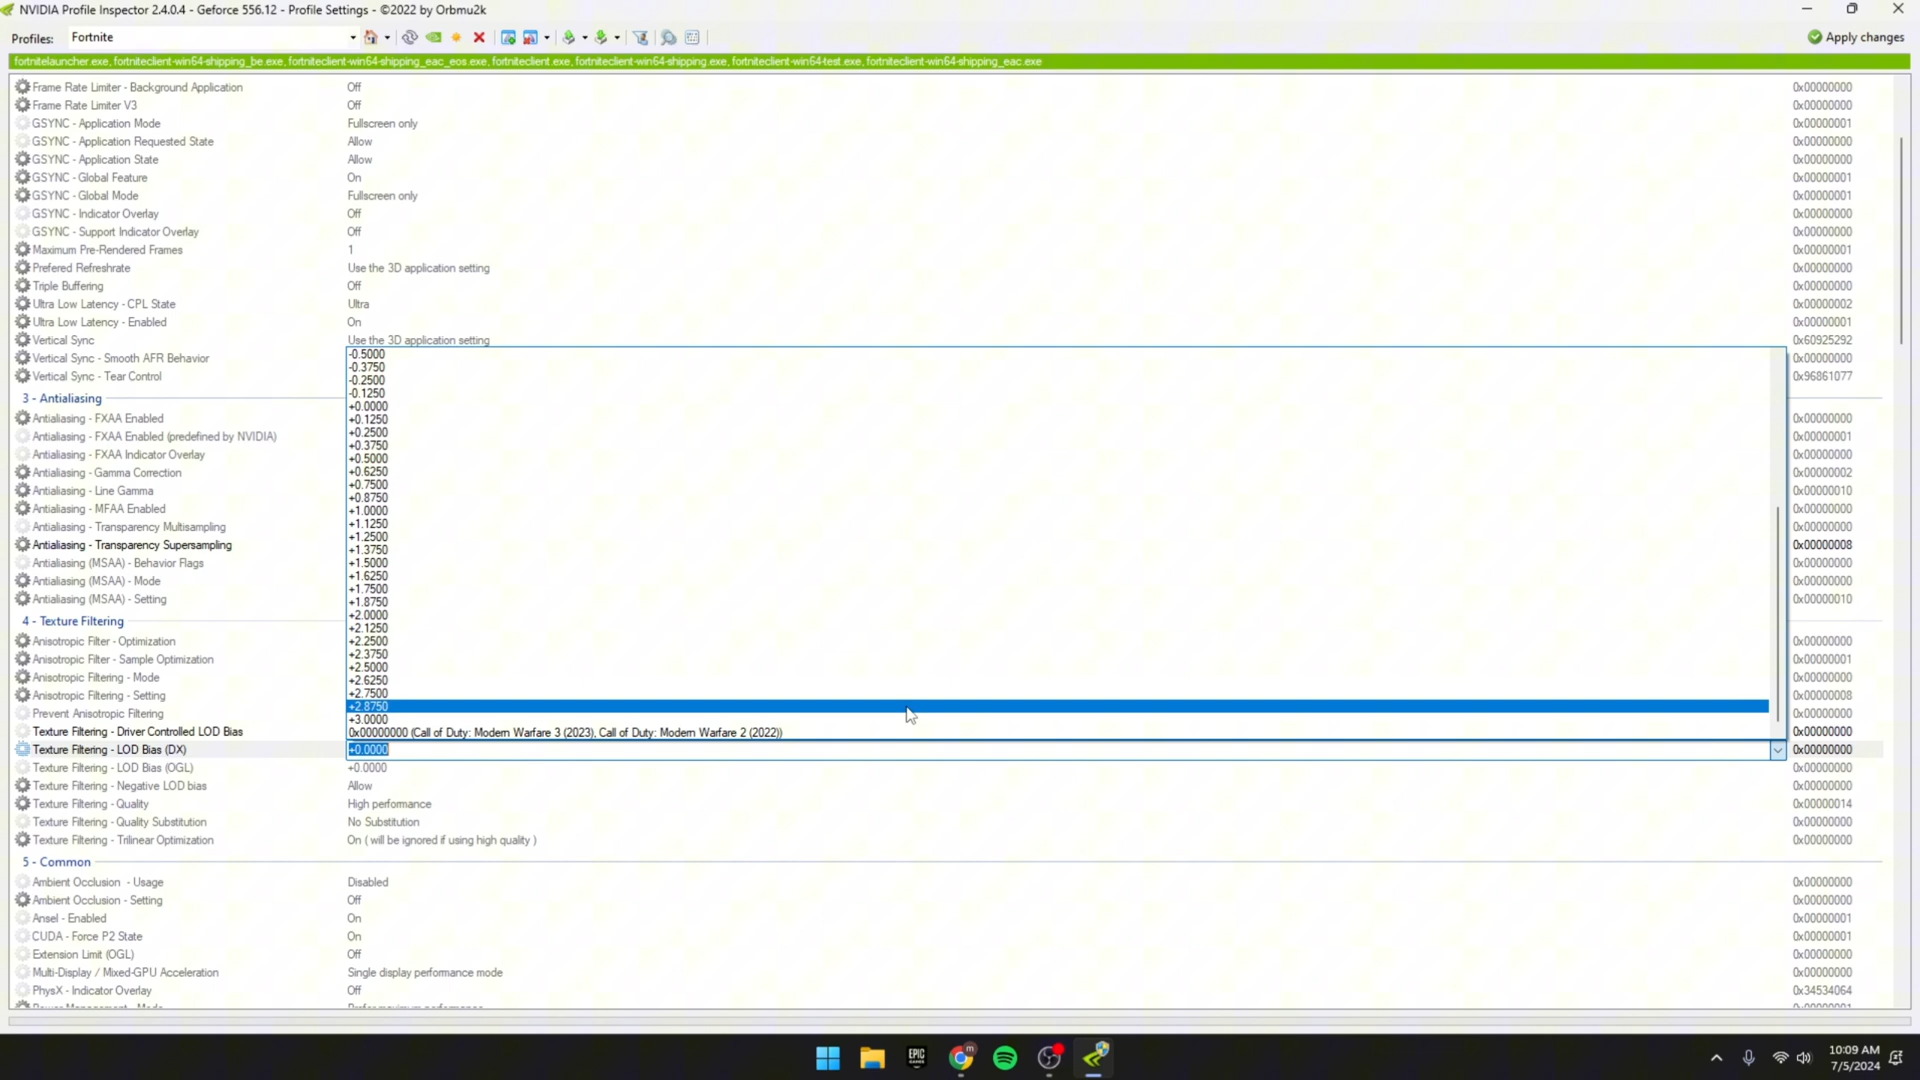 NVIDIA Profile Inspector 2.4.0.4 - Geforce 556.12 - Profile Settings - ©2022 by Orbmu2k
Profiles: Fortnite Apply changes
fortnitelauncher.exe, fortniteclient-win64-shipping_be.exe, fortniteclient-win64-shipping_eac_eos.exe, fortniteclient.exe, fortniteclient-win64-shipping.exe, fortniteclient-win64-test.exe, fortniteclient-win64-shipping_eac.exe
Frame Rate Limiter - Background Application Off 0x00000000
Frame Rate Limiter V3 Off 0x00000000
GSYNC - Application Mode Fullscreen only 0x00000001
GSYNC - Application Requested State Allow 0x00000000
GSYNC - Application State Allow 0x00000000
GSYNC - Global Feature On 0x00000001
GSYNC - Global Mode Fullscreen only 0x00000001
GSYNC - Indicator Overlay Off 0x00000000
GSYNC - Support Indicator Overlay Off 0x00000000
Maximum Pre-Rendered Frames 1 0x00000001
Prefered Refreshrate Use the 3D application setting 0x00000000
Triple Buffering Off 0x00000000
Ultra Low Latency - CPL State Ultra 0x00000002
Ultra Low Latency - Enabled On 0x00000001
Vertical Sync Use the 3D application setting 0x60925292
Vertical Sync - Smooth AFR Behavior 0x00000000
Vertical Sync - Tear Control 0x96861077
3 - Antialiasing
Antialiasing - FXAA Enabled 0x00000000
Antialiasing - FXAA Enabled (predefined by NVIDIA) 0x00000001
Antialiasing - FXAA Indicator Overlay 0x00000000
Antialiasing - Gamma Correction 0x00000002
Antialiasing - Line Gamma 0x00000010
Antialiasing - MFAA Enabled 0x00000000
Antialiasing - Transparency Multisampling 0x00000000
Antialiasing - Transparency Supersampling 0x00000008
Antialiasing (MSAA) - Behavior Flags 0x00000000
Antialiasing (MSAA) - Mode 0x00000000
Antialiasing (MSAA) - Setting 0x00000010
4 - Texture Filtering
Anisotropic Filter - Optimization 0x00000000
Anisotropic Filter - Sample Optimization 0x00000001
Anisotropic Filtering - Mode 0x00000000
Anisotropic Filtering - Setting 0x00000008
Prevent Anisotropic Filtering 0x00000000
Texture Filtering - Driver Controlled LOD Bias 0x00000000
-0.5000
-0.3750
-0.2500
-0.1250
+0.0000
+0.1250
+0.2500
+0.3750
+0.5000
+0.6250
+0.7500
+0.8750
+1.0000
+1.1250
+1.2500
+1.3750
+1.5000
+1.6250
+1.7500
+1.8750
+2.0000
+2.1250
+2.2500
+2.3750
+2.5000
+2.6250
+2.7500
+2.8750
+3.0000
0x00000000 (Call of Duty: Modern Warfare 3 (2023), Call of Duty: Modern Warfare 2 (2022))
Texture Filtering - LOD Bias (DX) +0.0000 0x00000000
Texture Filtering - LOD Bias (OGL) +0.0000 0x00000000
Texture Filtering - Negative LOD bias Allow 0x00000000
Texture Filtering - Quality High performance 0x00000014
Texture Filtering - Quality Substitution No Substitution 0x00000000
Texture Filtering - Trilinear Optimization On ( will be ignored if using high quality ) 0x00000000
5 - Common
Ambient Occlusion - Usage Disabled 0x00000000
Ambient Occlusion - Setting Off 0x00000000
Ansel - Enabled On 0x00000001
CUDA - Force P2 State On 0x00000001
Extension Limit (OGL) Off 0x00000000
Multi-Display / Mixed-GPU Acceleration Single display performance mode 0x00000000
PhysX - Indicator Overlay Off 0x34534064
EPIC GAMES
m
10:09 AM
7/5/2024